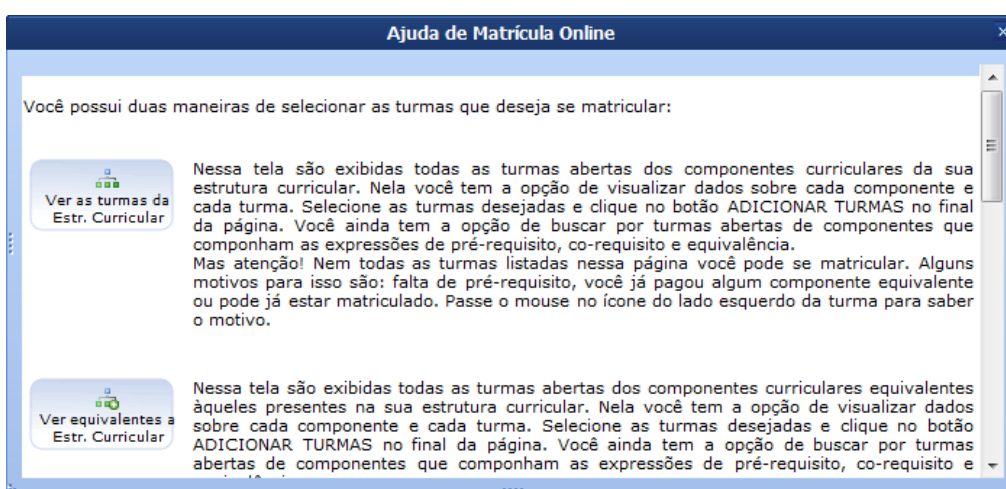 Ajuda de Matrícula Online
Você possui duas maneiras de selecionar as turmas que deseja se matricular:
Ver as turmas da
Estr. Curricular
Nessa tela são exibidas todas as turmas abertas dos componentes curriculares da sua
estrutura curricular. Nela você tem a opção de visualizar dados sobre cada componente e
cada turma. Selecione as turmas desejadas e clique no botão ADICIONAR TURMAS no final
da página. Você ainda tem a opção de buscar por turmas abertas de componentes que
componham as expressões de pré-requisito, co-requisito e equivalência.
Mas atenção! Nem todas as turmas listadas nessa página você pode se matricular. Alguns
motivos para isso são: falta de pré-requisito, você já pagou algum componente equivalente
ou pode já estar matriculado. Passe o mouse no ícone do lado esquerdo da turma para saber
o motivo.
Ver equivalentes a
Estr. Curricular
Nessa tela são exibidas todas as turmas abertas dos componentes curriculares equivalentes
àqueles presentes na sua estrutura curricular. Nela você tem a opção de visualizar dados
sobre cada componente e cada turma. Selecione as turmas desejadas e clique no botão
ADICIONAR TURMAS no final da página. Você ainda tem a opção de buscar por turmas
abertas de componentes que componham as expressões de pré-requisito, co-requisito e